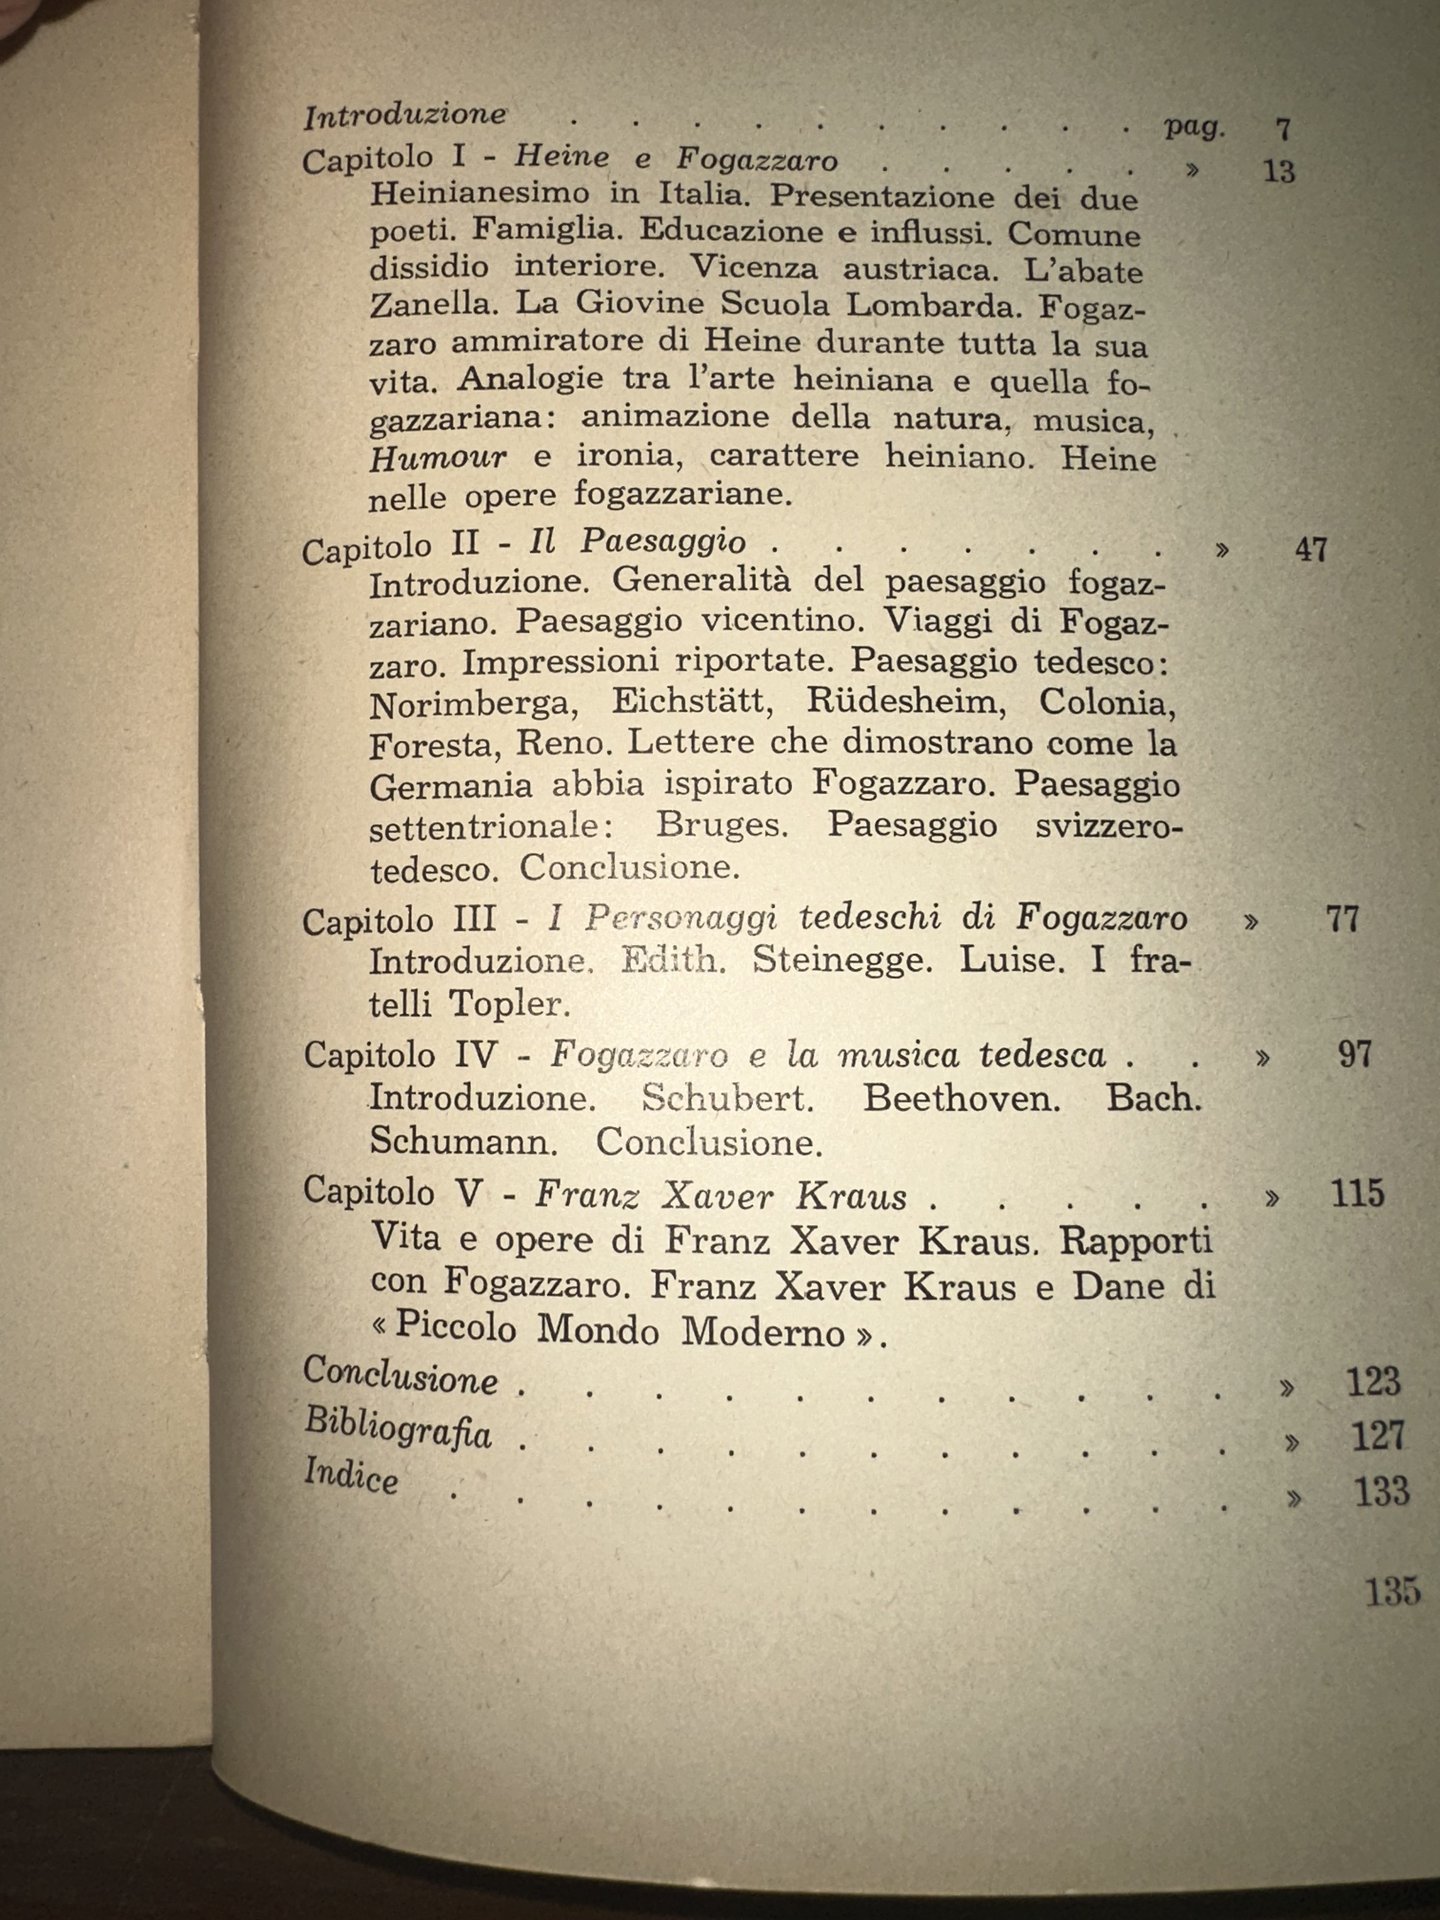 Introduzione . . . . . . . . . . pag. 7
Capitolo I - Heine e Fogazzaro . . . . . » 13
Heinianesimo in Italia. Presentazione dei due
poeti. Famiglia. Educazione e influssi. Comune
dissidio interiore. Vicenza austriaca. L'abate
Zanella. La Giovine Scuola Lombarda. Fogaz-
zaro ammiratore di Heine durante tutta la sua
vita. Analogie tra l'arte heiniana e quella fo-
gazzariana: animazione della natura, musica,
Humour e ironia, carattere heiniano. Heine
nelle opere fogazzariane.
Capitolo II - Il Paesaggio . . . . . . . » 47
Introduzione. Generalità del paesaggio fogaz-
zariano. Paesaggio vicentino. Viaggi di Fogaz-
zaro. Impressioni riportate. Paesaggio tedesco:
Norimberga, Eichstätt, Rüdesheim, Colonia,
Foresta, Reno. Lettere che dimostrano come la
Germania abbia ispirato Fogazzaro. Paesaggio
settentrionale: Bruges. Paesaggio svizzero-
tedesco. Conclusione.
Capitolo III - I Personaggi tedeschi di Fogazzaro » 77
Introduzione. Edith. Steinegge. Luise. I fra-
telli Topler.
Capitolo IV - Fogazzaro e la musica tedesca . . » 97
Introduzione. Schubert. Beethoven. Bach.
Schumann. Conclusione.
Capitolo V - Franz Xaver Kraus . . . . . » 115
Vita e opere di Franz Xaver Kraus. Rapporti
con Fogazzaro. Franz Xaver Kraus e Dane di
« Piccolo Mondo Moderno ».
Conclusione . . . . . . . . . . . » 123
Bibliografia . . . . . . . . . . . » 127
Indice . . . . . . . . . . . . » 133
135